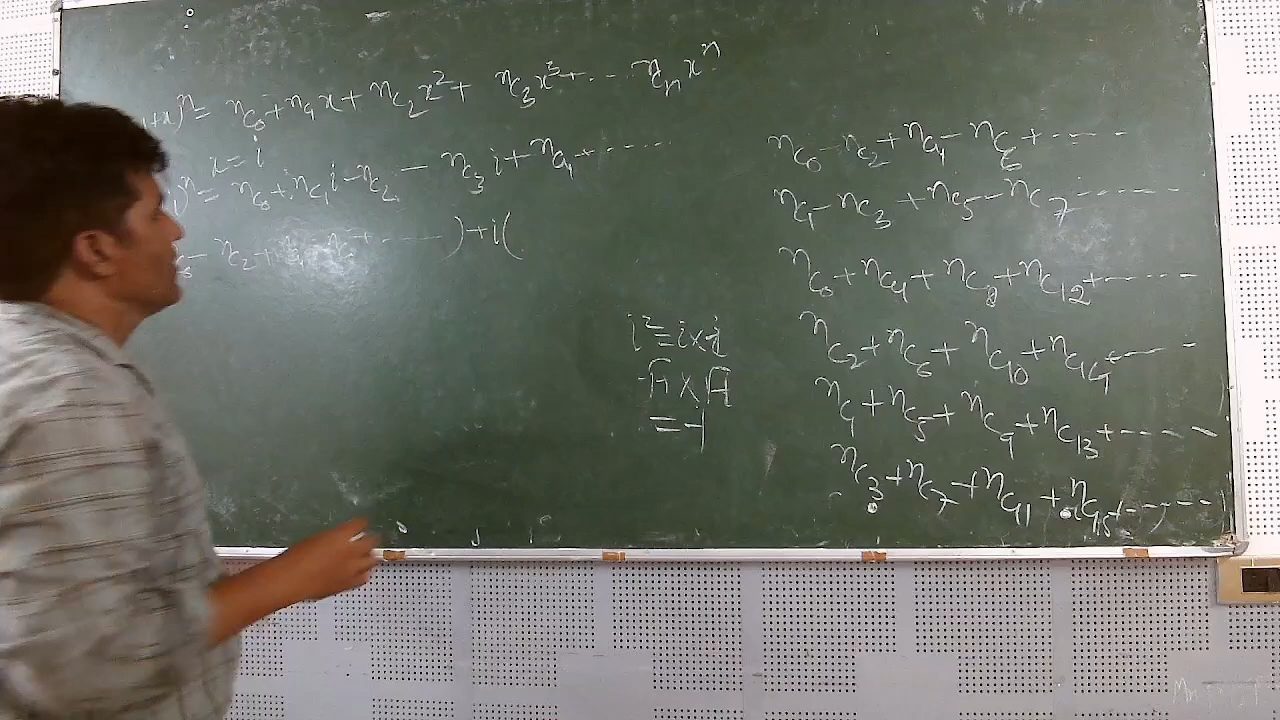 +x)ⁿ= ⁿC₀+ⁿC₁x+ ⁿC₂x²+ ⁿC₃x³+ ... ⁿCₙxⁿ
x=i
i)ⁿ= ⁿC₀+ⁿC₁i-ⁿC₂ - ⁿC₃i+ⁿC₄+.....
₀-ⁿC₂+ⁿC₄-ⁿC₆+ ...... )+i(
i²=i×i
√-1×√-1
=-1
ⁿC₀-ⁿC₂+ⁿC₄-ⁿC₆+.....
ⁿC₁-ⁿC₃+ⁿC₅-ⁿC₇......
ⁿC₀+ⁿC₄+ⁿC₈+ⁿC₁₂+......
ⁿC₂+ⁿC₆+ⁿC₁₀+ⁿC₁₄+.....
ⁿC₁+ⁿC₅+ⁿC₉+ⁿC₁₃+.....
ⁿC₃+ⁿC₇+ⁿC₁₁+ⁿC₁₅+.....